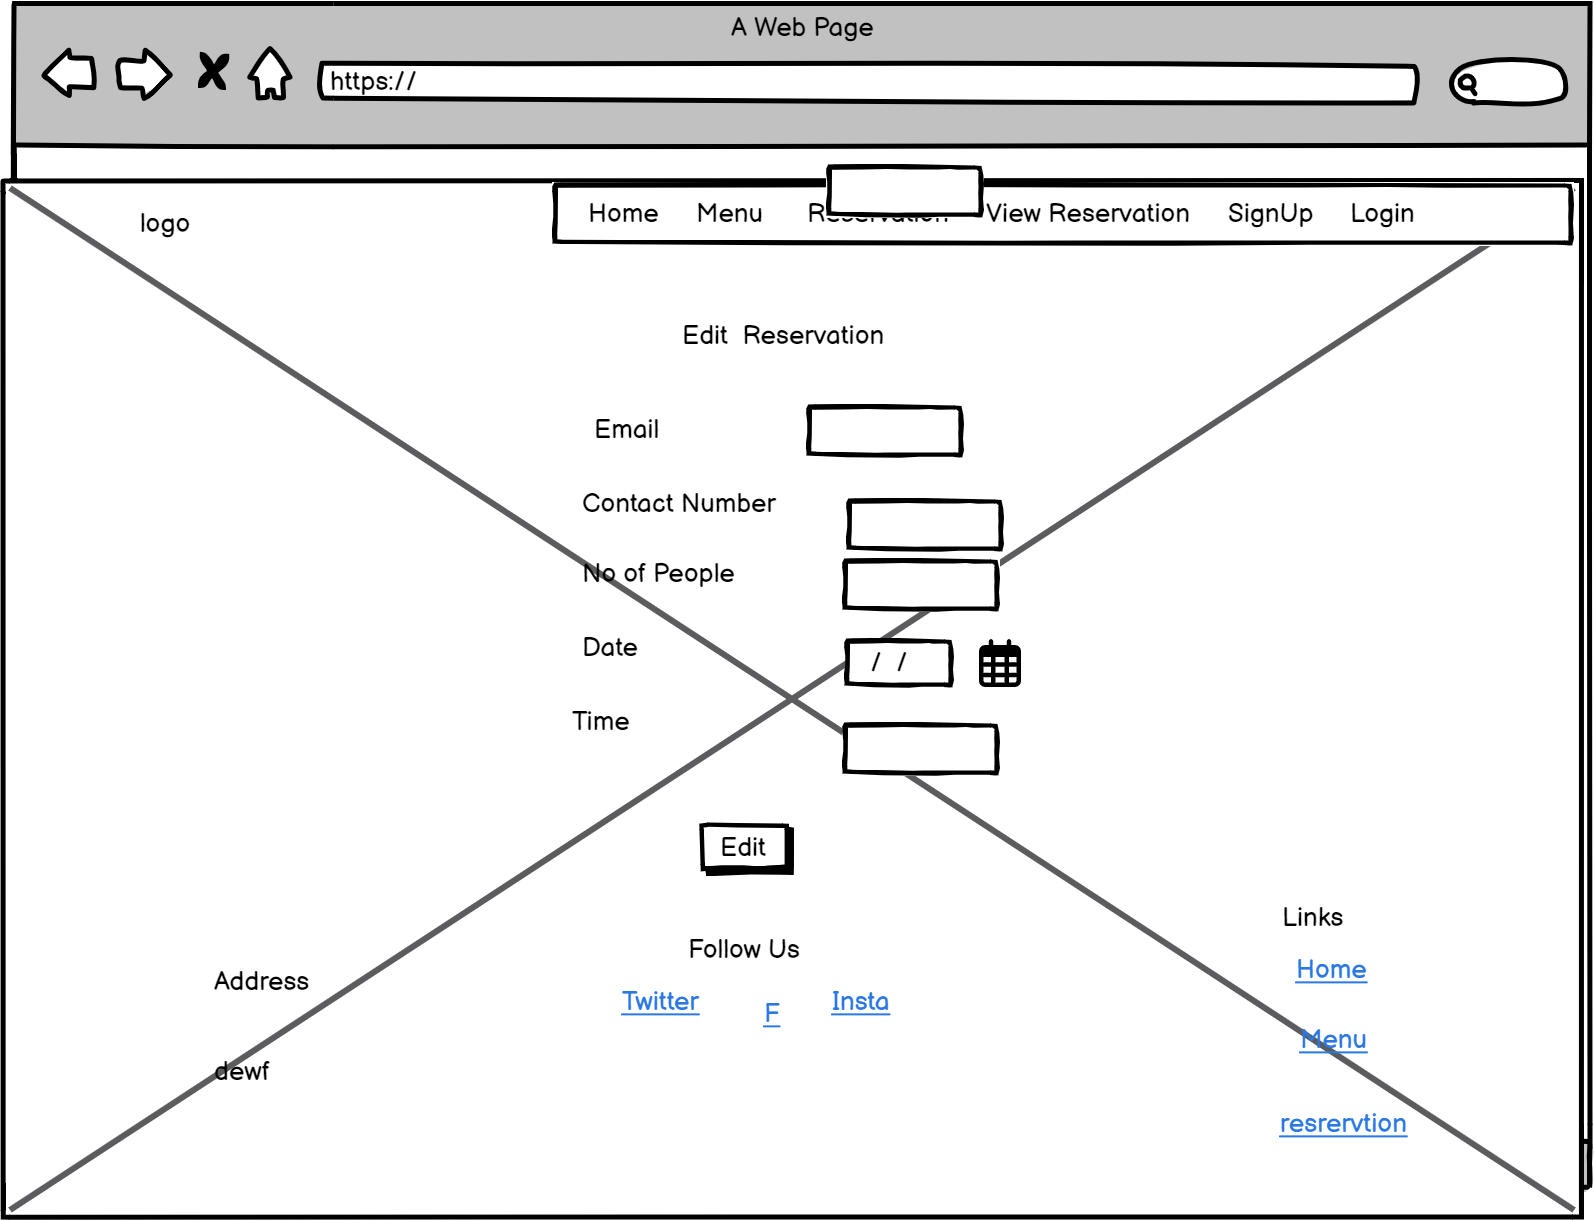 A Web Page
https://
logo
Home Menu Reservation View Reservation SignUp Login
Edit Reservation
Email
Contact Number
No of People
Date / /
Time
Edit
Links
Follow Us
Home
Address
Twitter F Insta
Menu
dewf
resrervtion